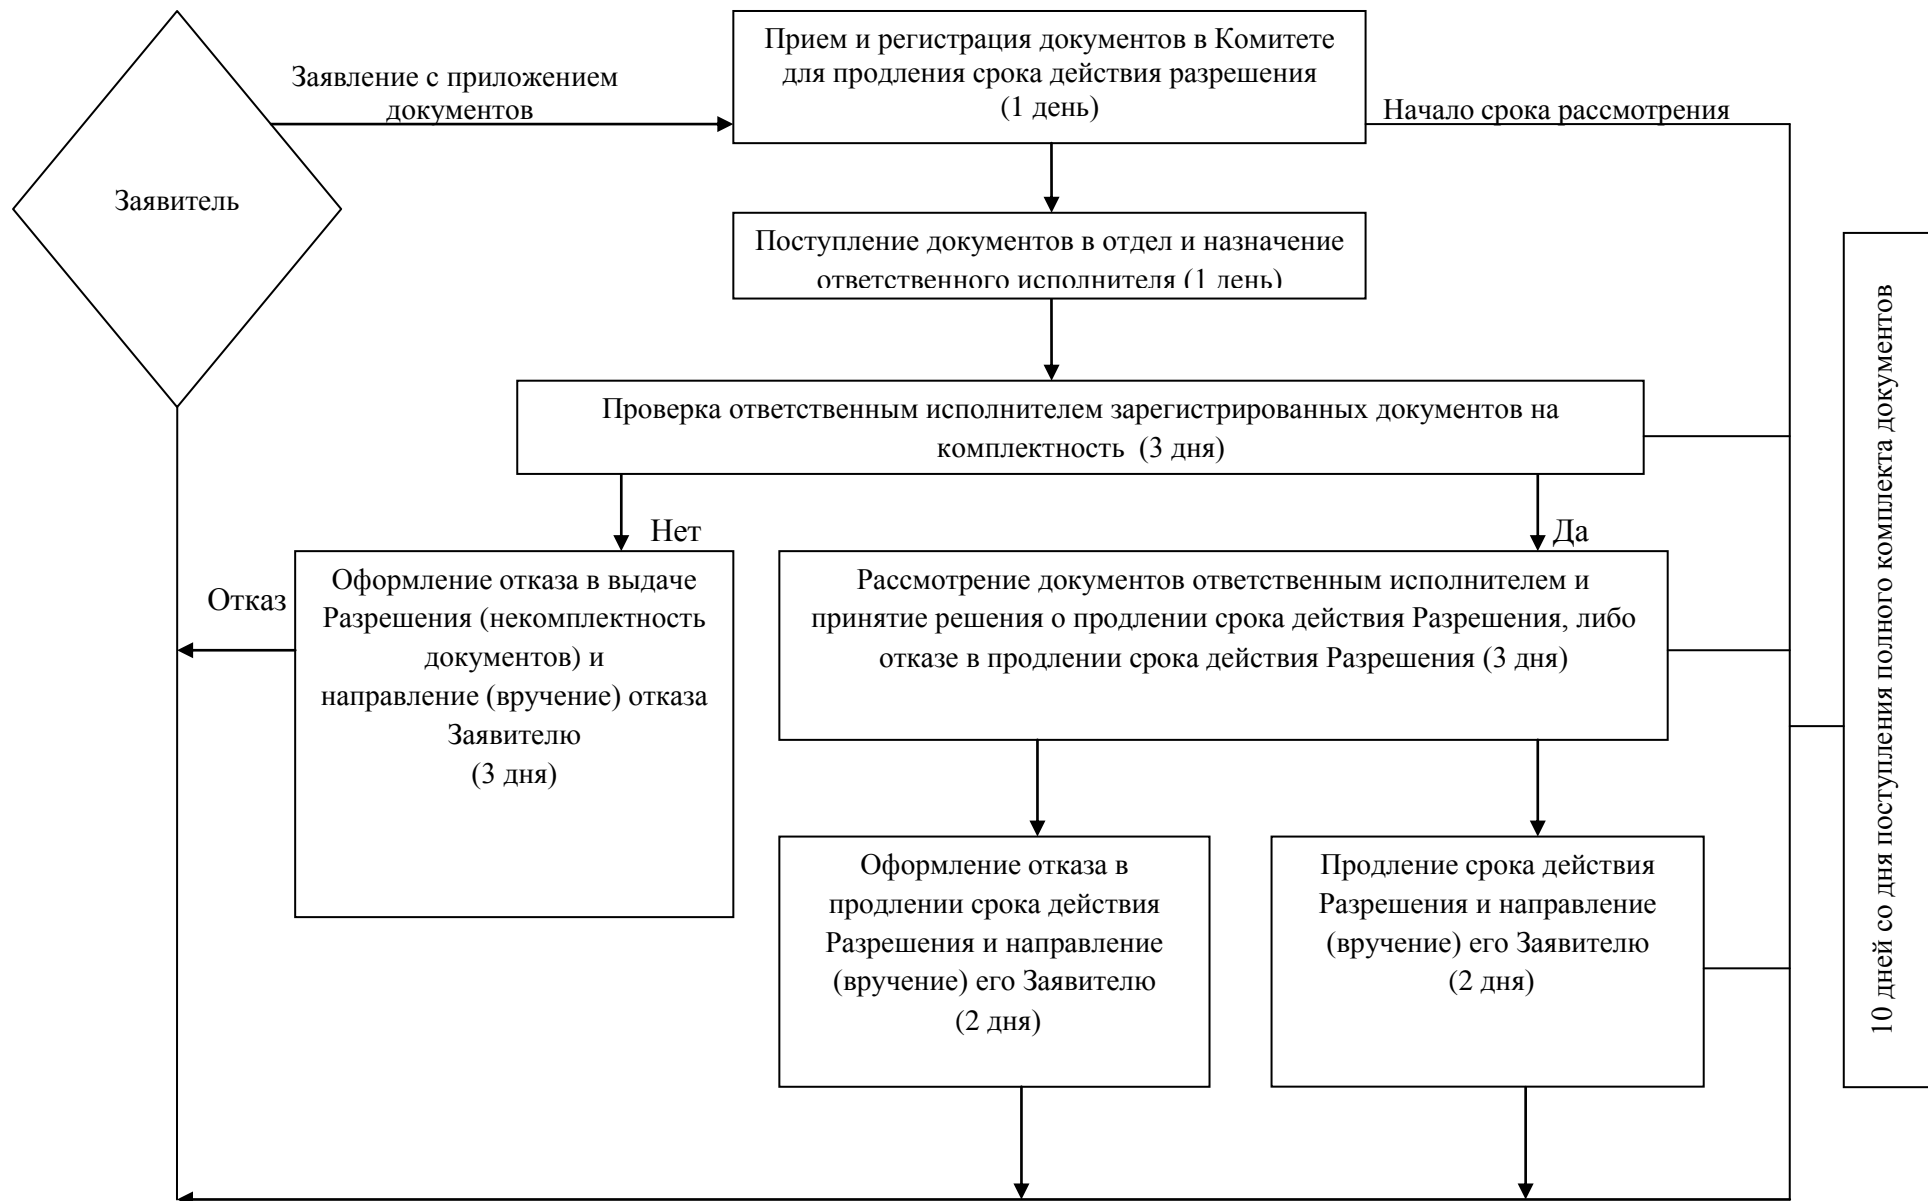 Прием и регистрация документов в Комитете
для продления срока действия разрешения
(1 день)
Заявление с приложением
документов
Начало срока рассмотрения
Заявитель
Поступление документов в отдел и назначение
ответственного исполнителя (1 день)
Проверка ответственным исполнителем зарегистрированных документов на
комплектность (3 дня)
Нет
Да
Отказ
Оформление отказа в выдаче
Разрешения (некомплектность
документов) и
направление (вручение) отказа
Заявителю
(3 дня)
Рассмотрение документов ответственным исполнителем и
принятие решения о продлении срока действия Разрешения, либо
отказе в продлении срока действия Разрешения (3 дня)
Оформление отказа в
продлении срока действия
Разрешения и направление
(вручение) его Заявителю
(2 дня)
Продление срока действия
Разрешения и направление
(вручение) его Заявителю
(2 дня)
10 дней со дня поступления полного комплекта документов